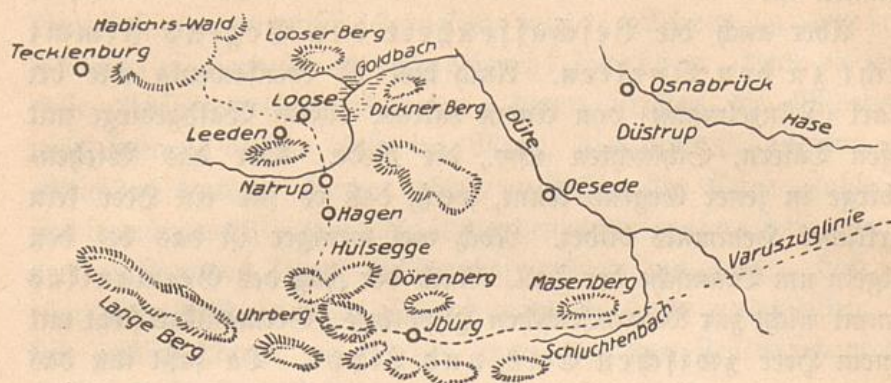 Habichts-Wald
Tecklenburg
Looser Berg
Goldbach
Loose
Dickner Berg
Leeden
Natrup
Hagen
Düte
Osnabrück
Düstrup
Hase
Oesede
Varuszuglinie
Hülsegge
Dörenberg
Masenberg
Lange Berg
Uhrberg
Jburg
Schluchtenbach